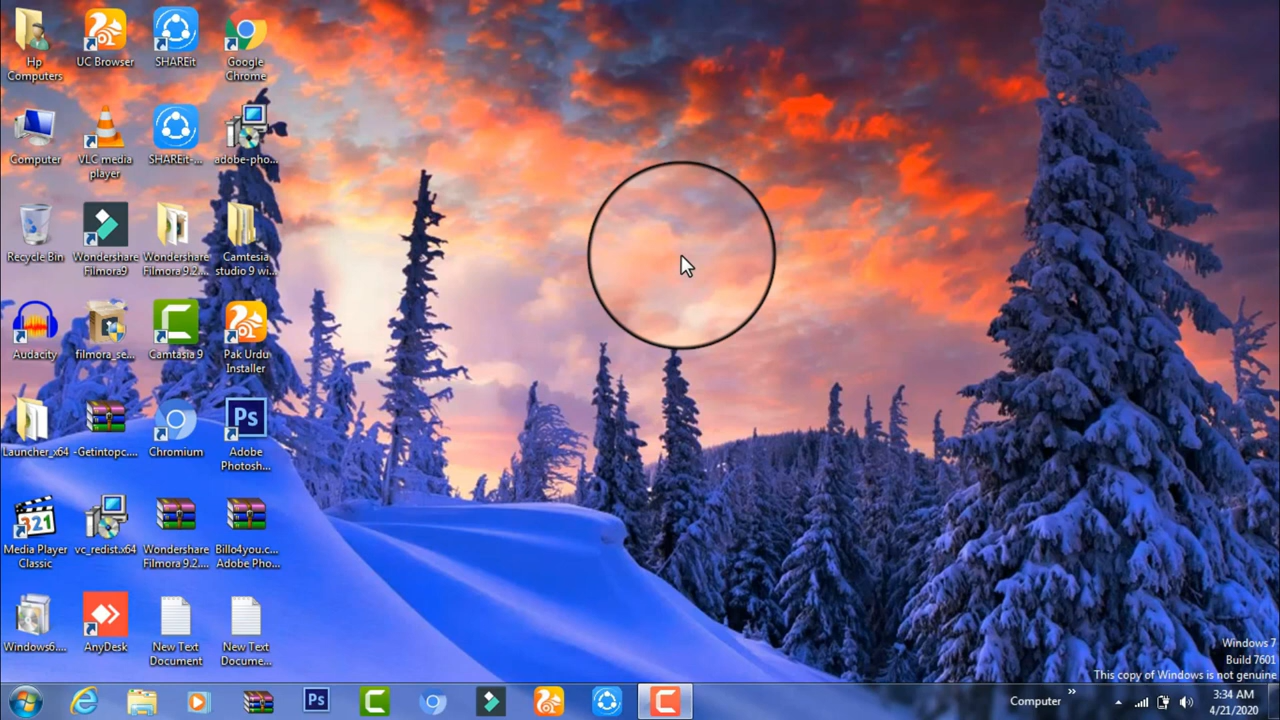 Hp
Computers
UC Browser
SHAREit
Google
Chrome
Computer
VLC media
player
SHAREit-...
adobe-pho...
Recycle Bin
Wondershare
Filmora9
Wondershare
Filmora 9.2....
Camtesia
studio 9 wi...
Audacity
filmora_se...
Camtasia 9
Pak Urdu
Installer
Launcher_x64
-Getintopc....
Chromium
Ps
Adobe
Photosh...
321
Media Player
Classic
vc_redist.x64
Wondershare
Filmora 9.2....
Billo4you.c...
Adobe Pho...
Windows6....
AnyDesk
New Text
Document
New Text
Docume...
Windows 7
Build 7601
This copy of Windows is not genuine
Ps
Computer
»
3:34 AM
4/21/2020